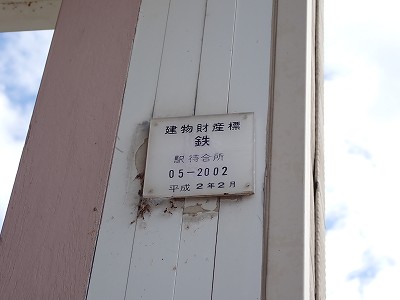 建物財産標
鉄
駅待合所
05-2002
平成2年2月